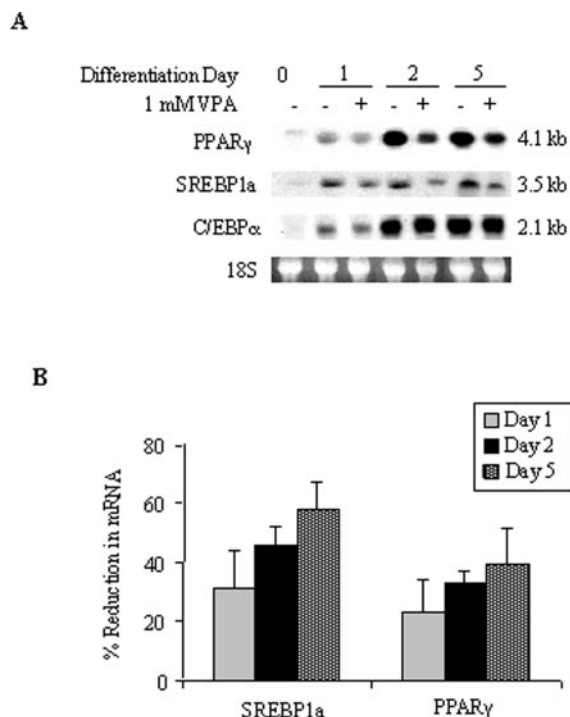 A
Differentiation Day 0 1 2 5
1 mM VPA - - + - + - +
PPARγ 4.1 kb
SREBP1a 3.5 kb
C/EBPα 2.1 kb
18S
B
Day 1
Day 2
Day 5
80
60
40
20
0
% Reduction in mRNA
SREBP1a PPARγ